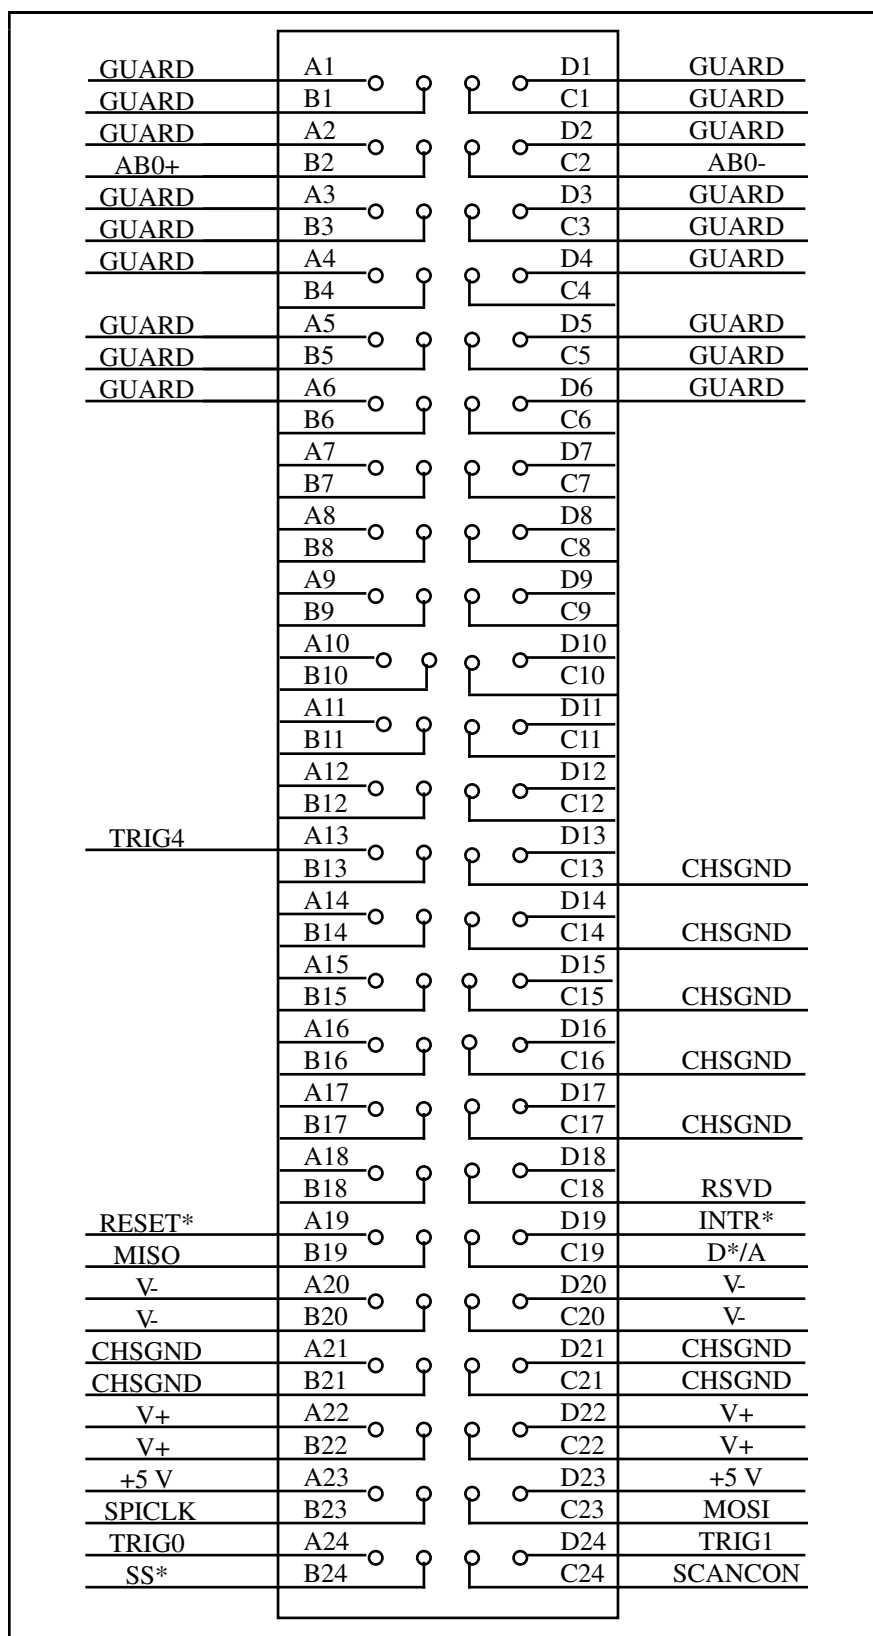 GUARD A1 D1 GUARD
GUARD B1 C1 GUARD
GUARD A2 D2 GUARD
AB0+ B2 C2 AB0-
GUARD A3 D3 GUARD
GUARD B3 C3 GUARD
GUARD A4 D4 GUARD
B4 C4
GUARD A5 D5 GUARD
GUARD B5 C5 GUARD
GUARD A6 D6 GUARD
B6 C6
A7 D7
B7 C7
A8 D8
B8 C8
A9 D9
B9 C9
A10 D10
B10 C10
A11 D11
B11 C11
A12 D12
B12 C12
TRIG4 A13 D13
B13 C13 CHSGND
A14 D14
B14 C14 CHSGND
A15 D15
B15 C15 CHSGND
A16 D16
B16 C16 CHSGND
A17 D17
B17 C17 CHSGND
A18 D18
B18 C18 RSVD
RESET* A19 D19 INTR*
MISO B19 C19 D*/A
V- A20 D20 V-
V- B20 C20 V-
CHSGND A21 D21 CHSGND
CHSGND B21 C21 CHSGND
V+ A22 D22 V+
V+ B22 C22 V+
+5 V A23 D23 +5 V
SPICLK B23 C23 MOSI
TRIG0 A24 D24 TRIG1
SS* B24 C24 SCANCON